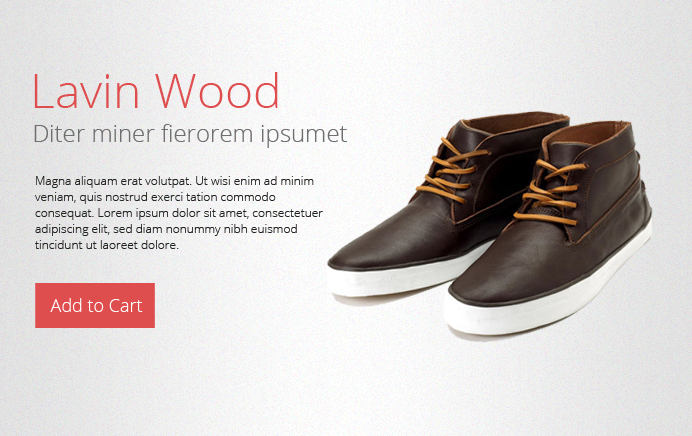 Lavin Wood
Diter miner fierorem ipsumet
Magna aliquam erat volutpat. Ut wisi enim ad minim
veniam, quis nostrud exerci tation commodo
consequat. Lorem ipsum dolor sit amet, consectetuer
adipiscing elit, sed diam nonummy nibh euismod
tincidunt ut laoreet dolore.
Add to Cart